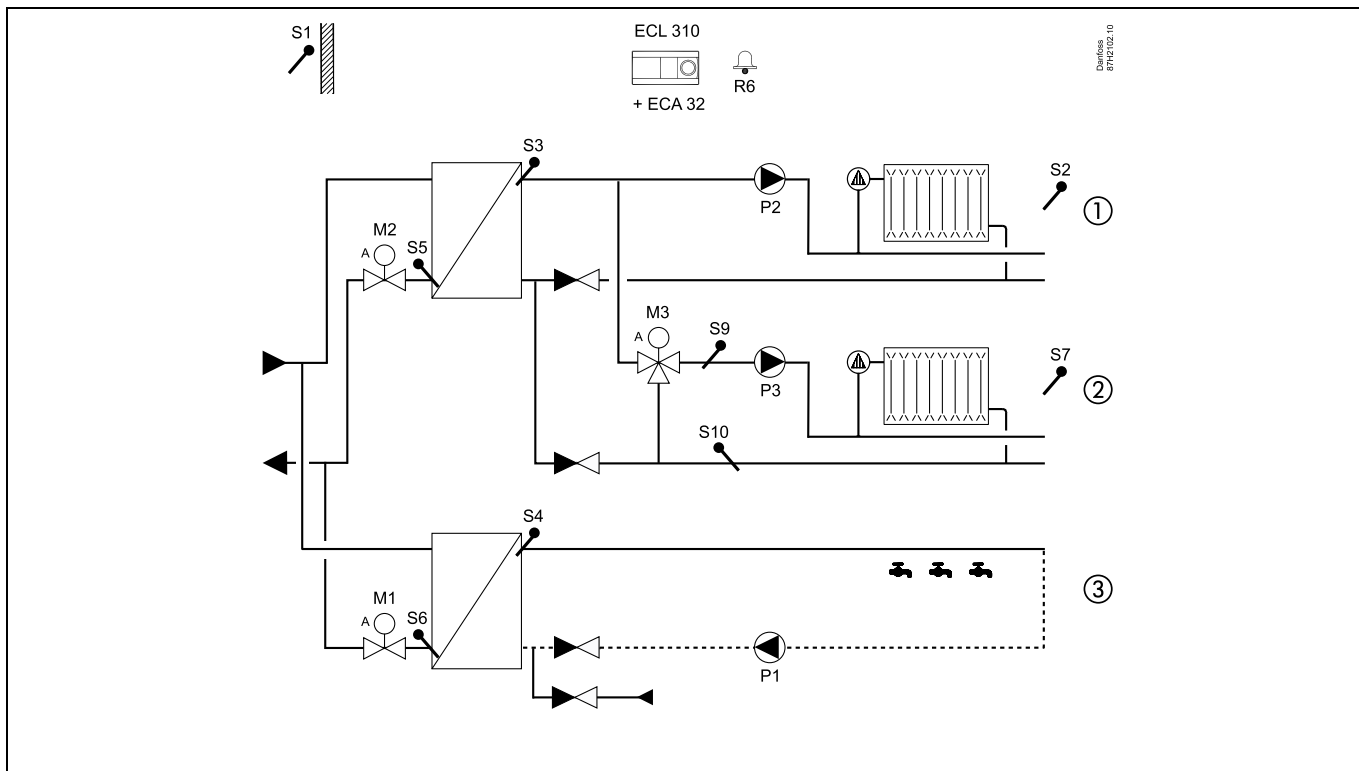 S1
ECL 310
R6
+ ECA 32
Danfoss
87H2102.10
S3
P2
S2
1
M2
A
S5
M3
A
S9
P3
S7
2
S10
S4
M1
A
S6
P1
3